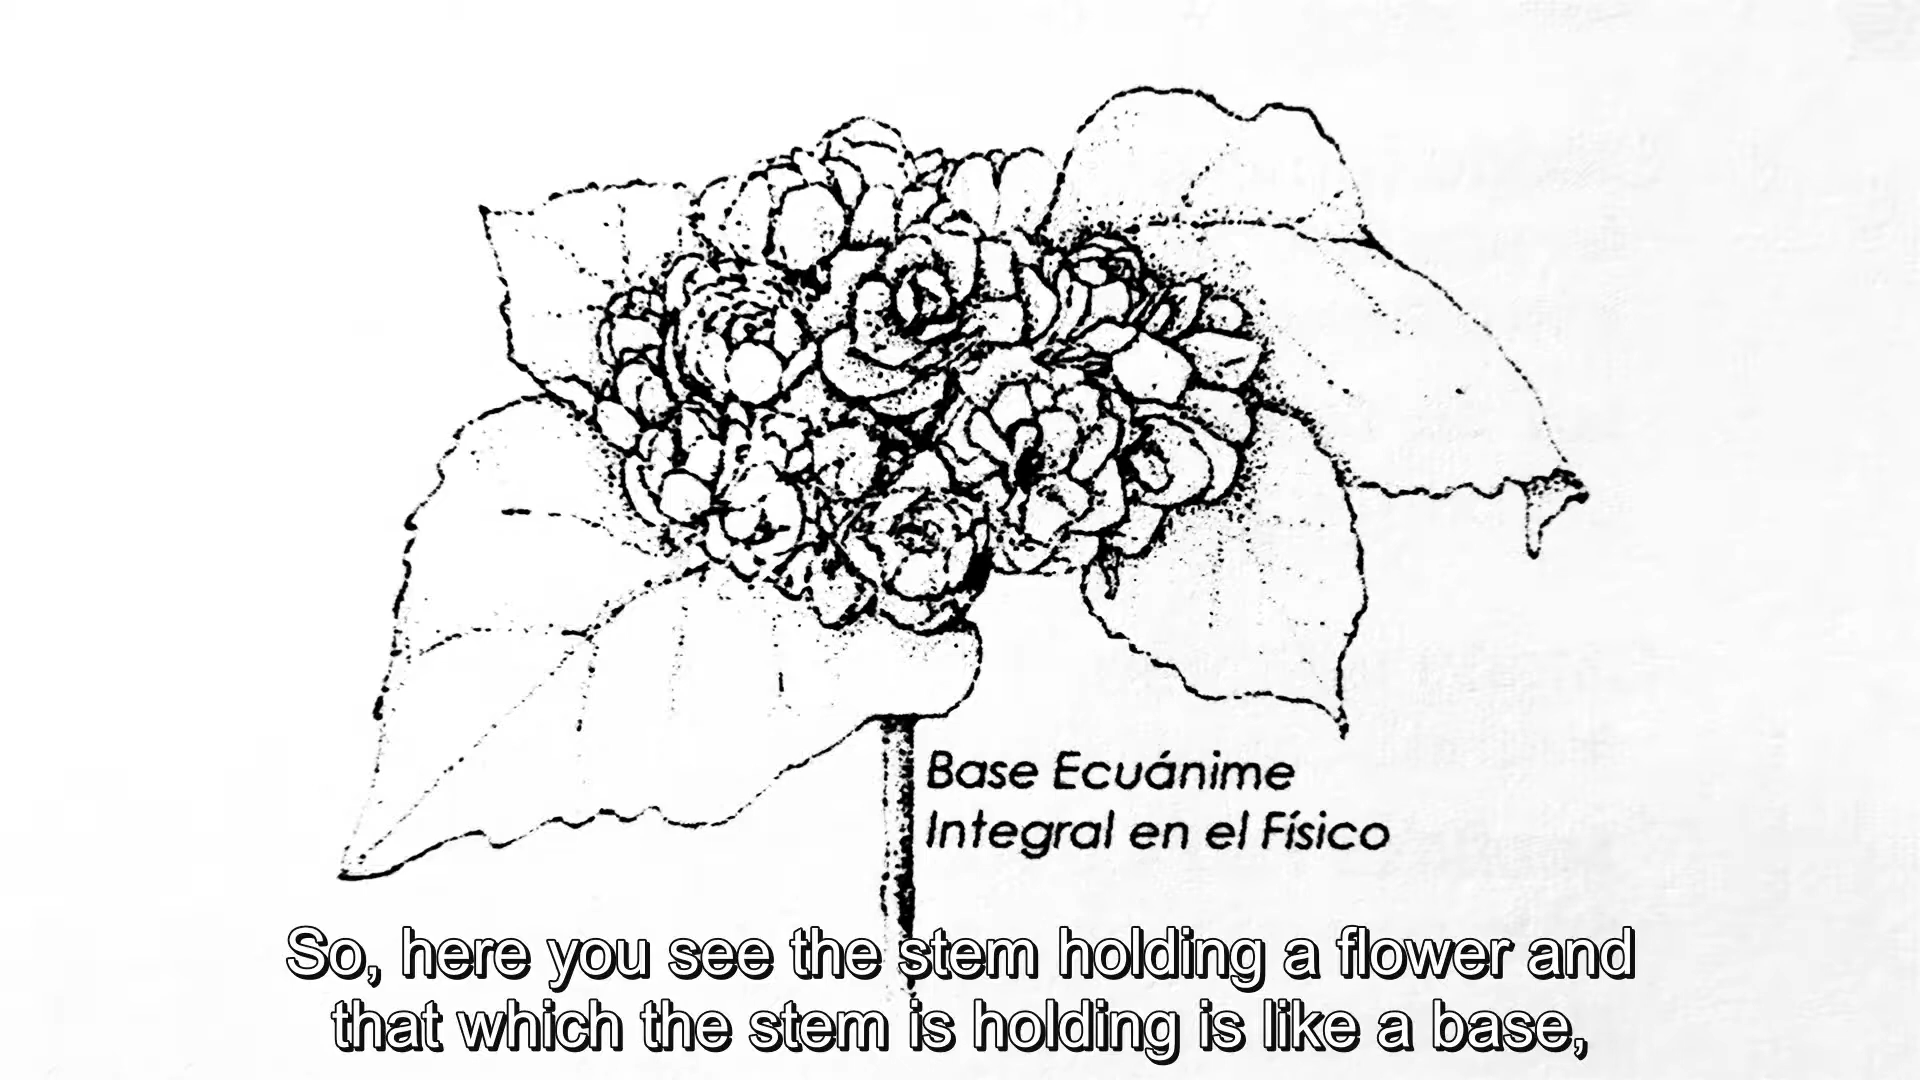 Base Ecuánime
Integral en el Físico
So, here you see the stem holding a flower and
that which the stem is holding is like a base,